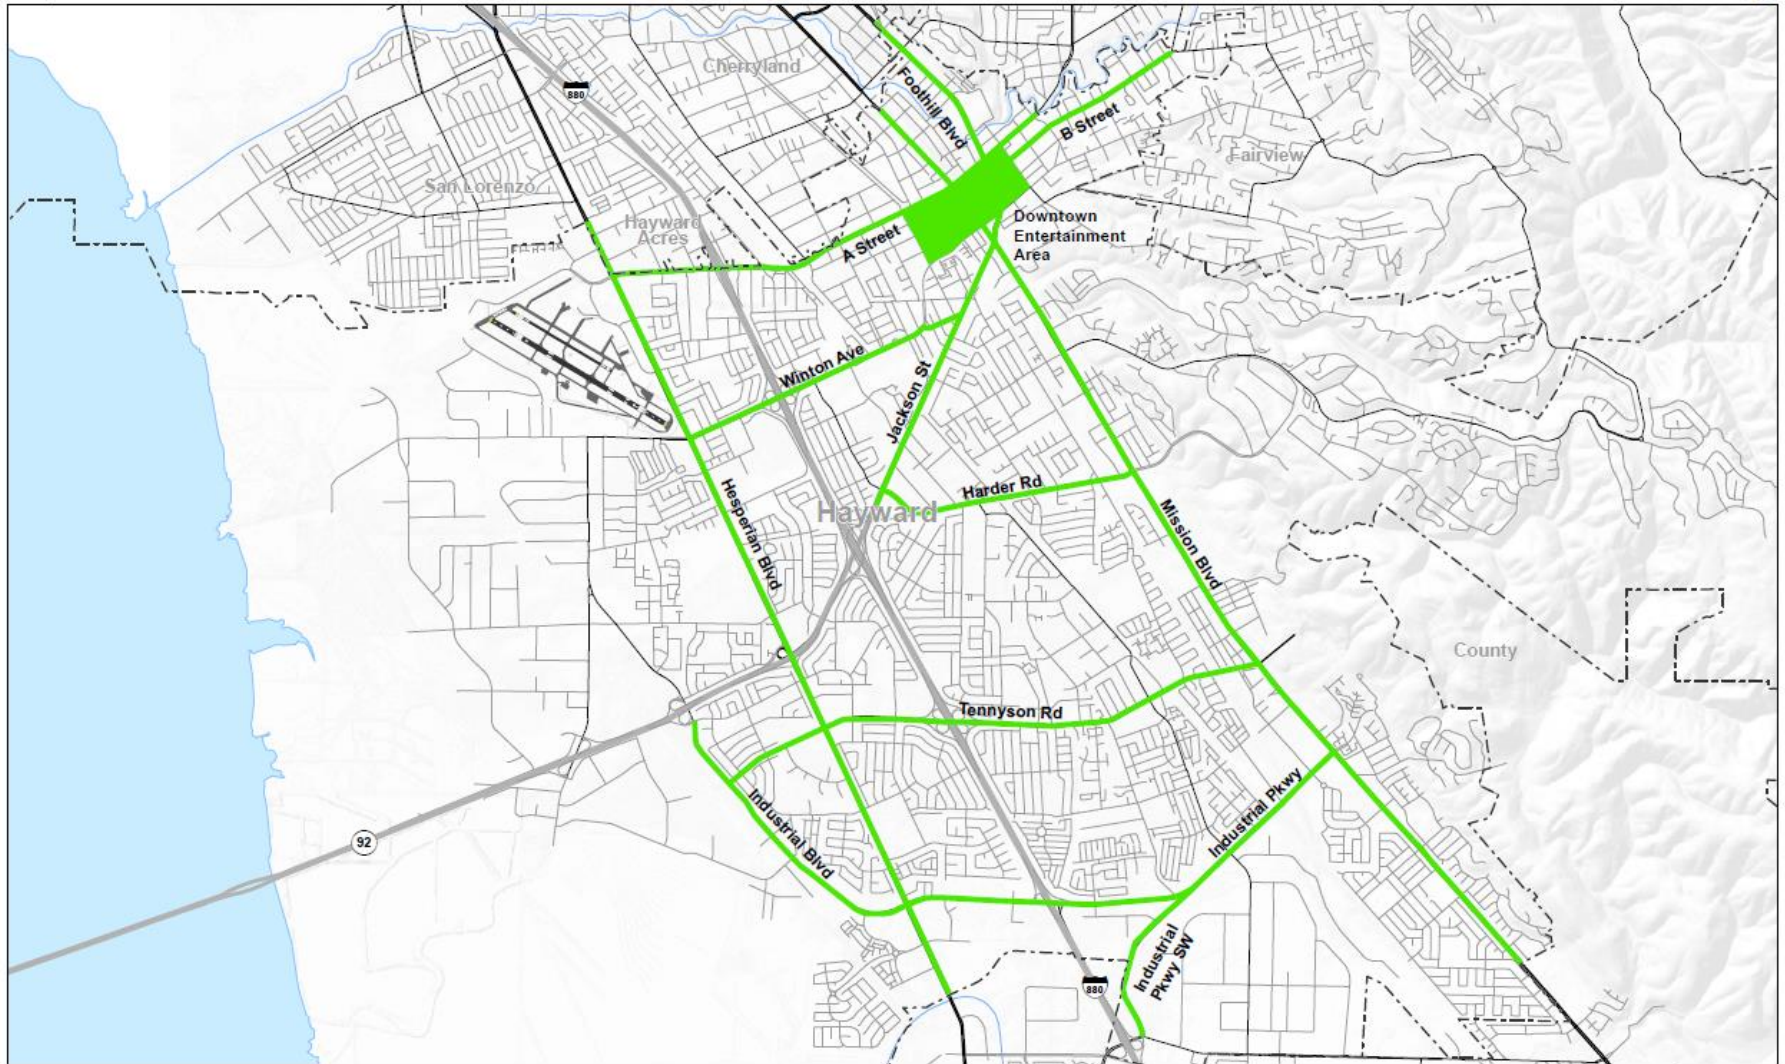 Cherryland
880
Foothill Blvd
B Street
Fairview
San Lorenzo
Hayward
Acres
A Street
Downtown
Entertainment
Area
Winton Ave
Jackson St
Hesperian Blvd
Harder Rd
Hayward
Mission Blvd
County
Tennyson Rd
Industrial Blvd
Industrial Pkwy
92
Industrial
Pkwy SW
880